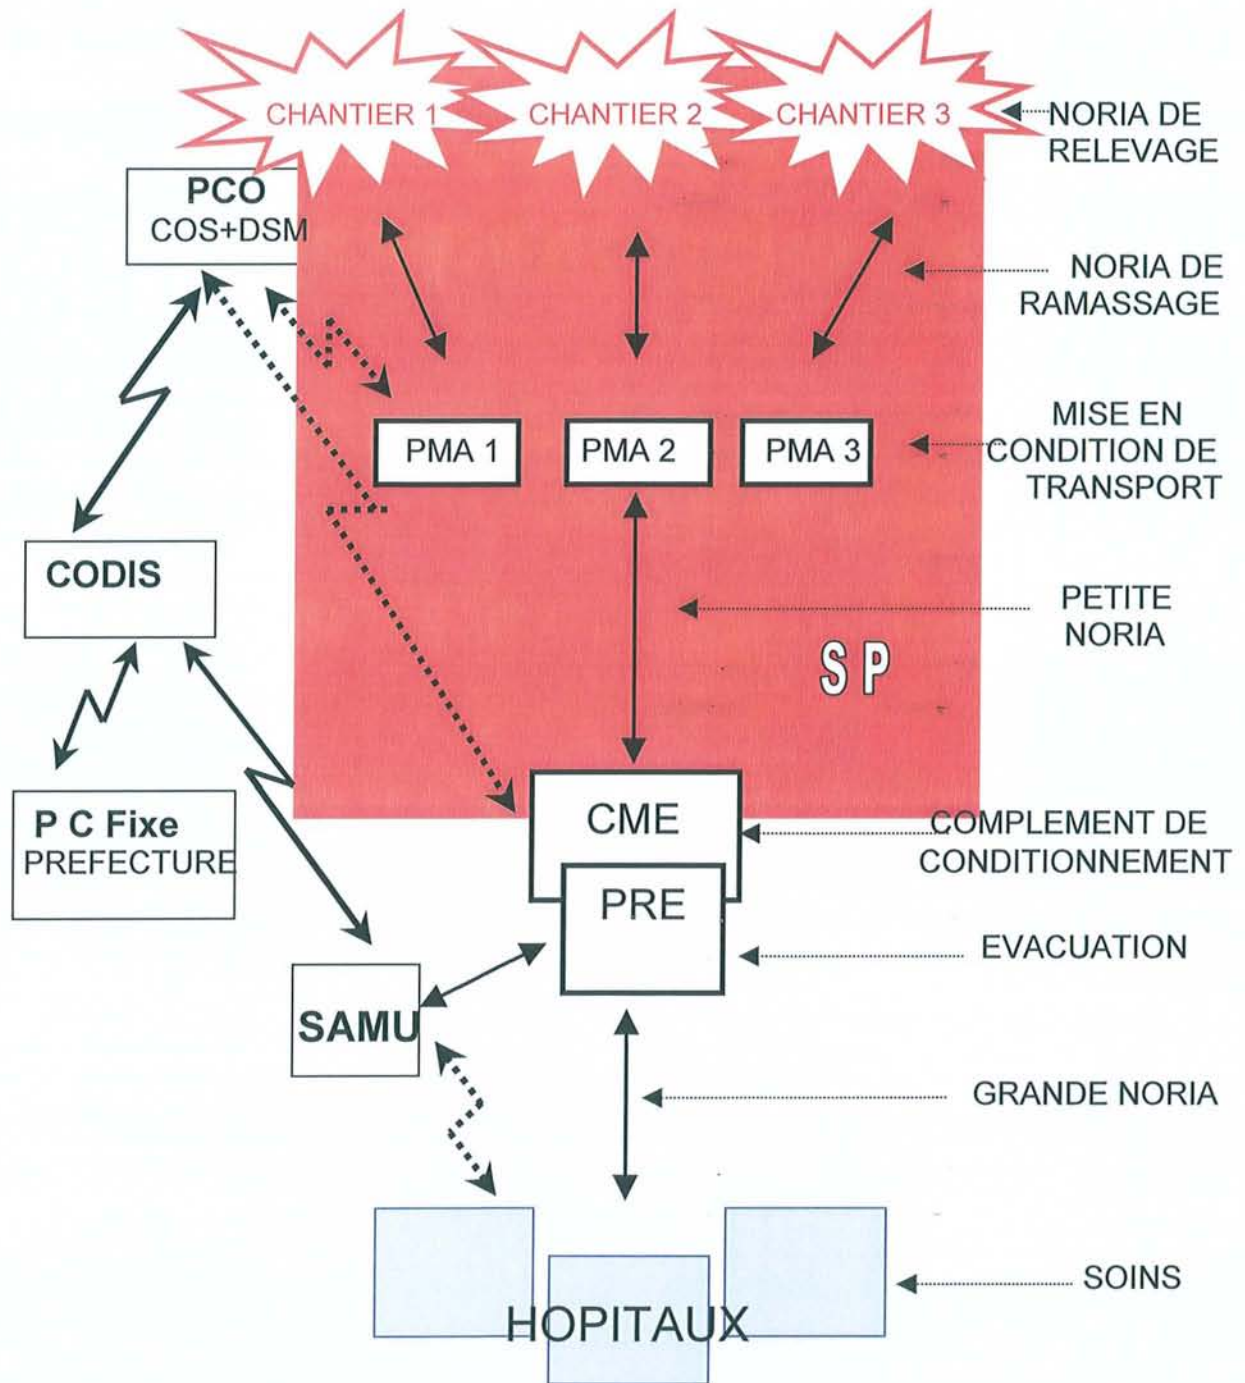 CHANTIER 1
CHANTIER 2
CHANTIER 3
NORIA DE
RELEVAGE
PCO
COS+DSM
NORIA DE
RAMASSAGE
PMA 1
PMA 2
PMA 3
MISE EN
CONDITION DE
TRANSPORT
CODIS
PETITE
NORIA
S P
P C Fixe
PREFECTURE
CME
COMPLEMENT DE
CONDITIONNEMENT
PRE
EVACUATION
SAMU
GRANDE NORIA
SOINS
HOPITAUX